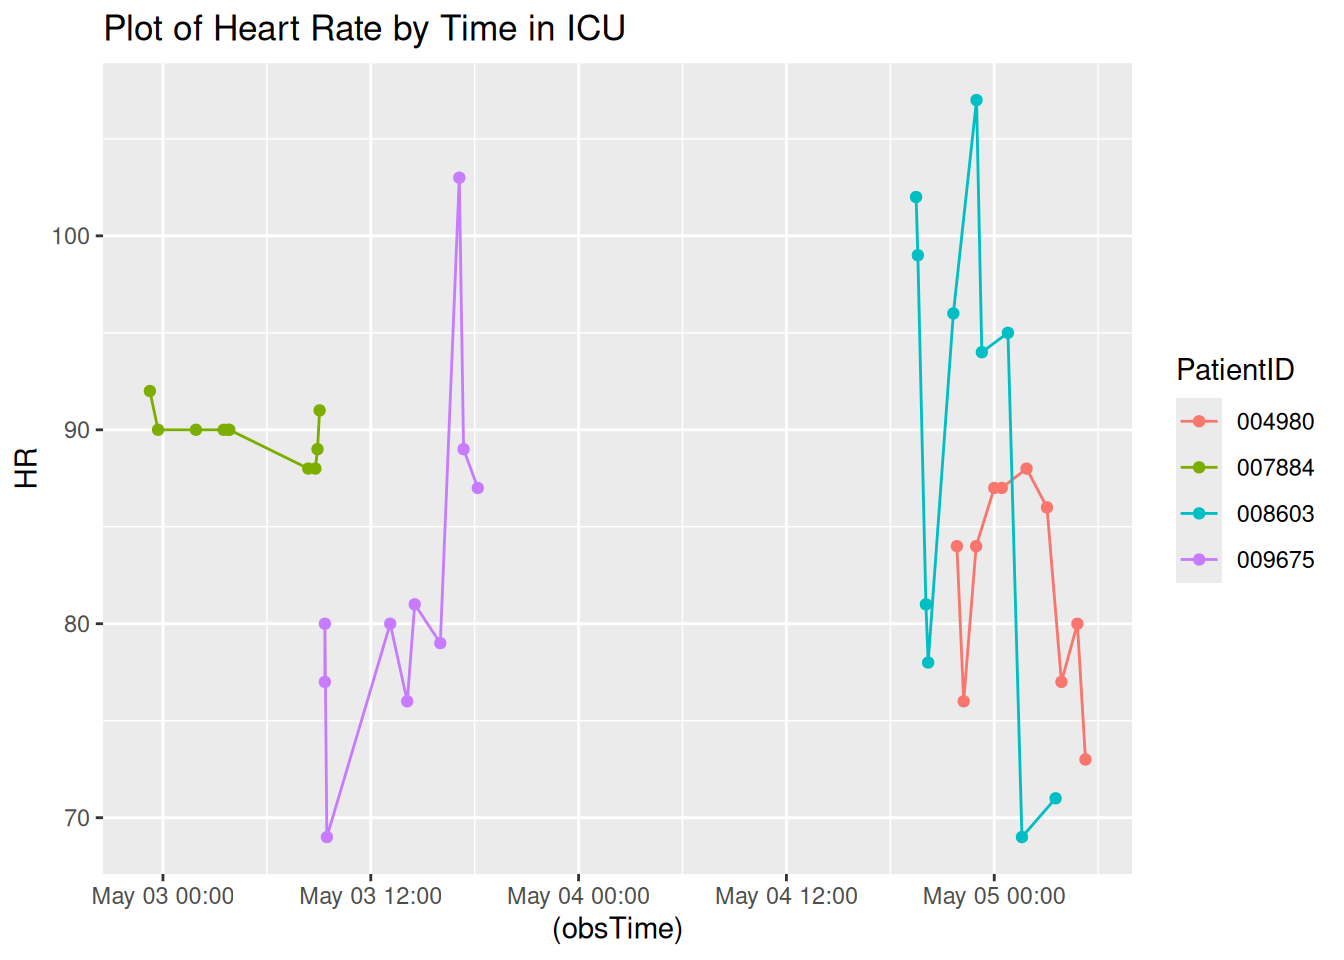 Plot of Heart Rate by Time in ICU
HR
100
90
80
70
May 03 00:00
May 03 12:00
May 04 00:00
May 04 12:00
May 05 00:00
(obsTime)
PatientID
004980
007884
008603
009675